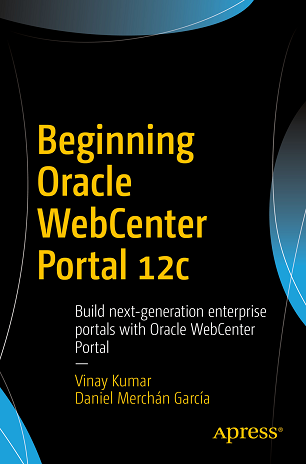 Beginning
Oracle
WebCenter
Portal 12c
Build next-generation enterprise
portals with Oracle WebCenter
Portal
—
Vinay Kumar
Daniel Merchán García
Apress®